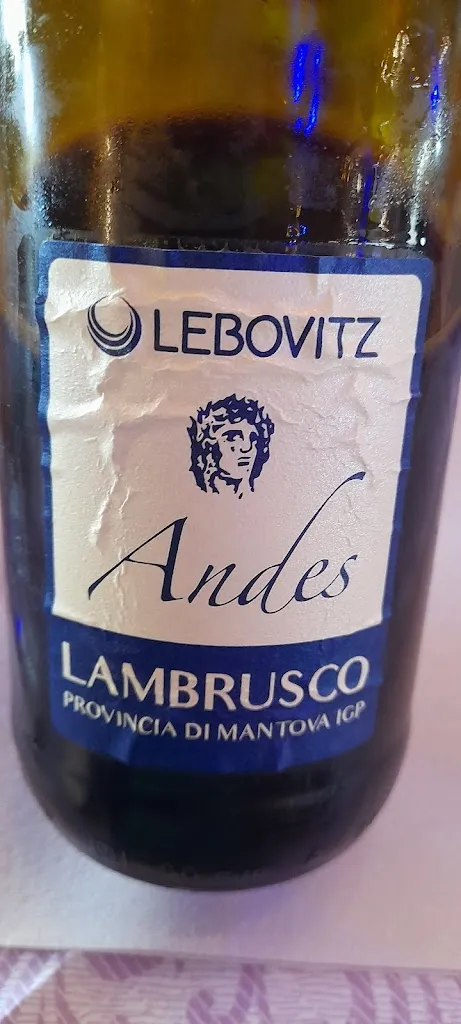 LEBOVITZ
Andes
LAMBRUSCO
PROVINCIA DI MANTOVA IGP